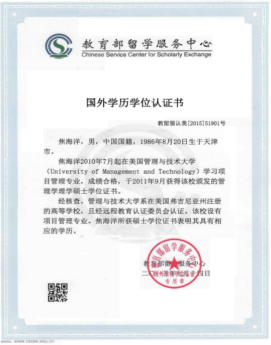 教育部留学服务中心
Chinese Service Center for Scholarly Exchange
国外学历学位认证书
教留服认美[2015]51901号
焦海洋，男，中国国籍，1986年8月20日生于天津
市。
焦海洋2010年7月起在美国管理与技术大学
（University of Management and Technology）学习项
目管理专业，成绩合格，于2011年9月获得该校颁发的管
理学理学硕士学位证书。
经核查，管理与技术大学系在美国弗吉尼亚州注册
的高等学校，且经远程教育认证委员会认证。该校设有
项目管理专业。焦海洋所获硕士学位证书表明其具有相
应的学历。
教育部留学服务中心